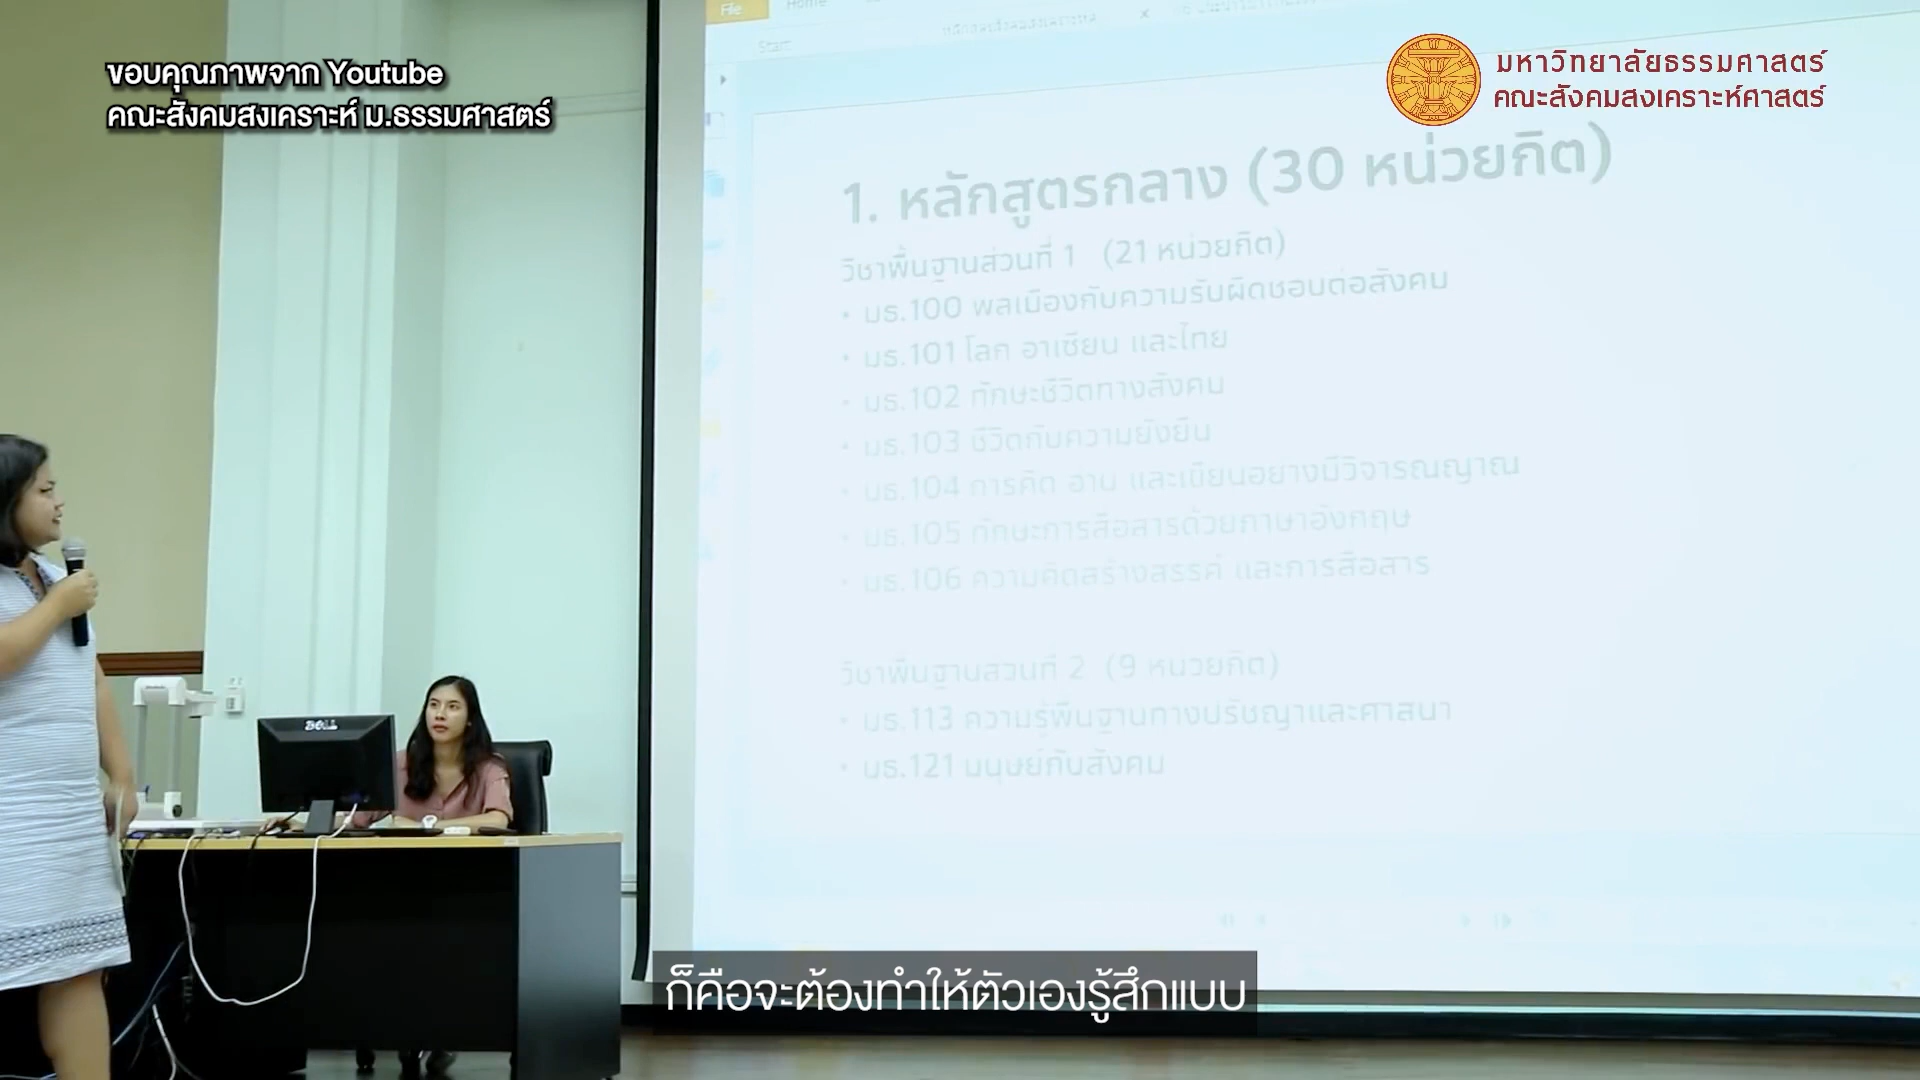 ขอบคุณภาพจาก Youtube
คณะสังคมสงเคราะห์ ม.ธรรมศาสตร์
มหาวิทยาลัยธรรมศาสตร์
คณะสังคมสงเคราะห์ศาสตร์
File
Home
Start
1. หลักสูตรกลาง (30 หน่วยกิต)
วิชาพื้นฐานส่วนที่ 1 (21 หน่วยกิต)
• มธ.100 พลเมืองกับความรับผิดชอบต่อสังคม
• มธ.101 โลก อาเซียน และไทย
• มธ.102 ทักษะชีวิตทางสังคม
• มธ.103 ชีวิตกับความยั่งยืน
• มธ.104 การคิด อ่าน และเขียนอย่างมีวิจารณญาณ
• มธ.105 ทักษะการสื่อสารด้วยภาษาอังกฤษ
• มธ.106 ความคิดสร้างสรรค์ และการสื่อสาร
วิชาพื้นฐานส่วนที่ 2 (9 หน่วยกิต)
• มธ.113 ความรู้พื้นฐานทางปรัชญาและศาสนา
• มธ.121 มนุษย์กับสังคม
DELL
ก็คือจะต้องทำให้ตัวเองรู้สึกแบบ